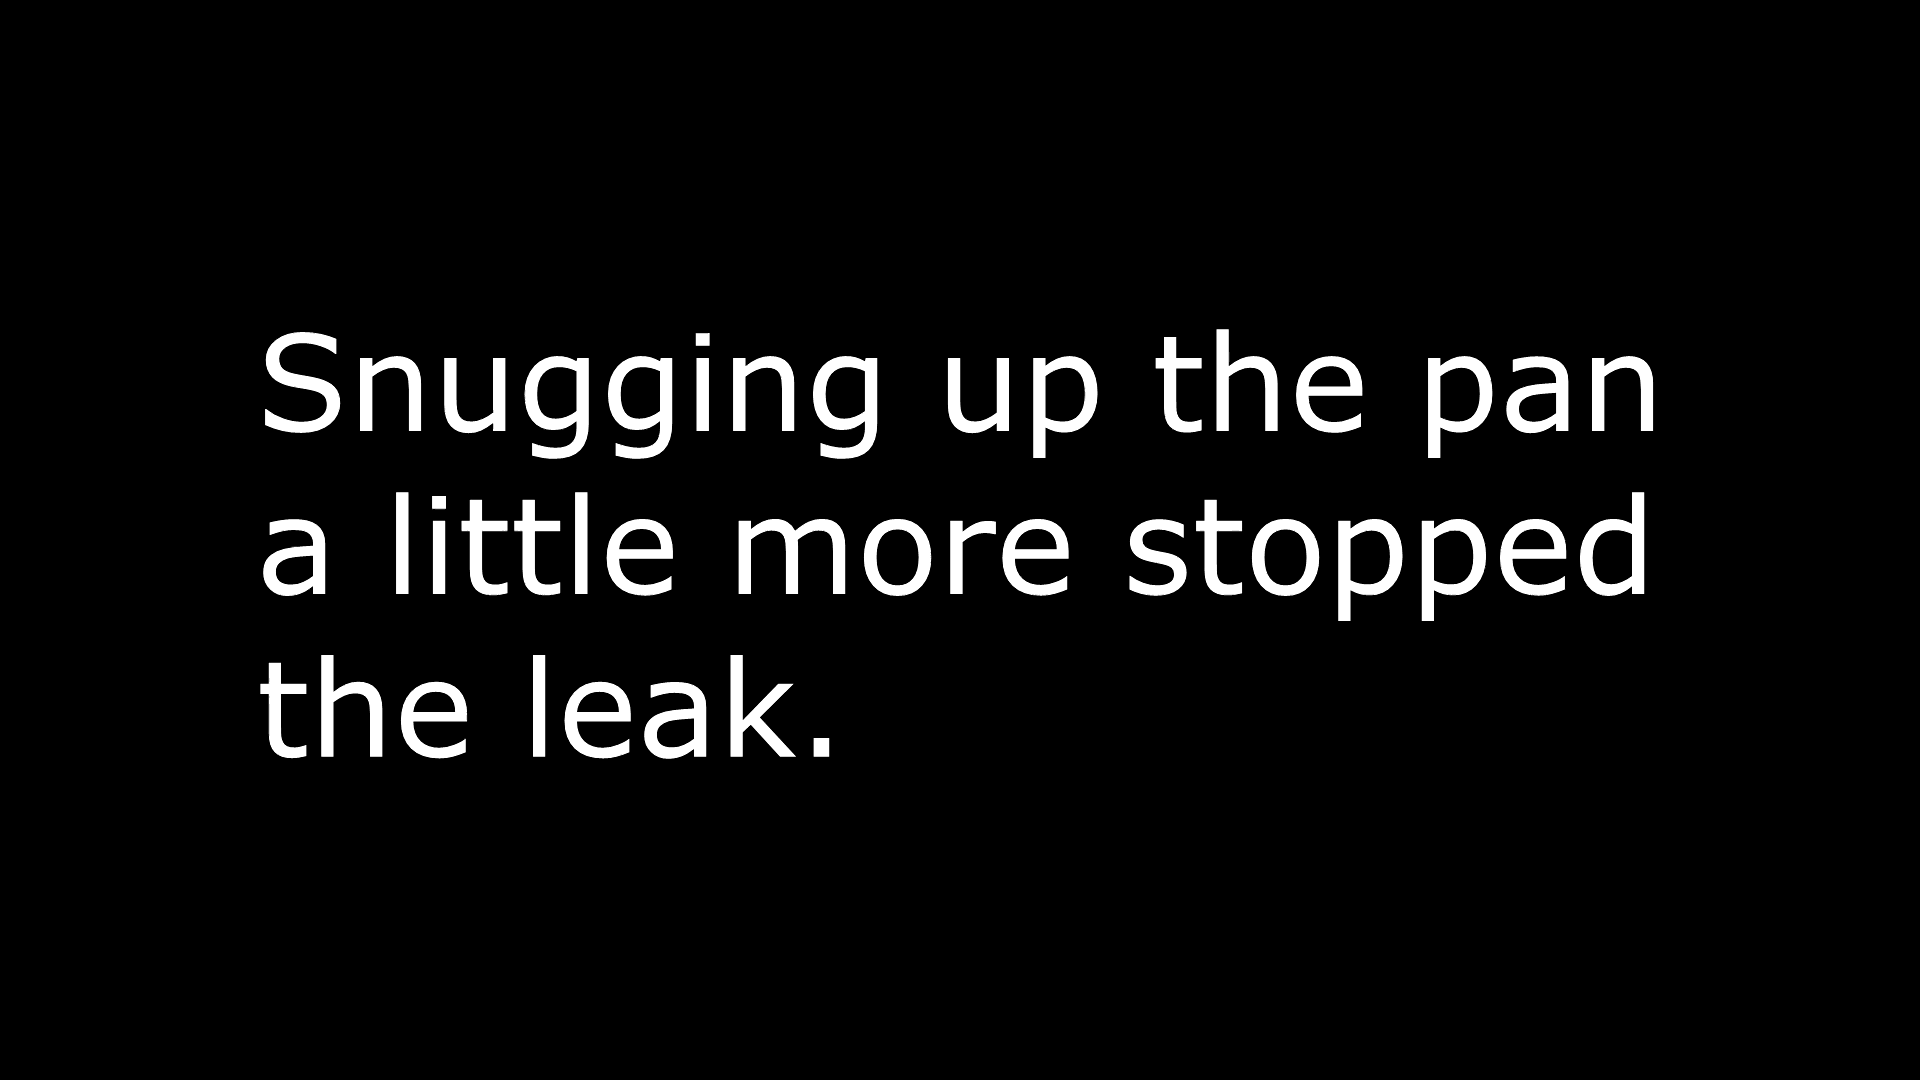 Snugging up the pan
a little more stopped
the leak.